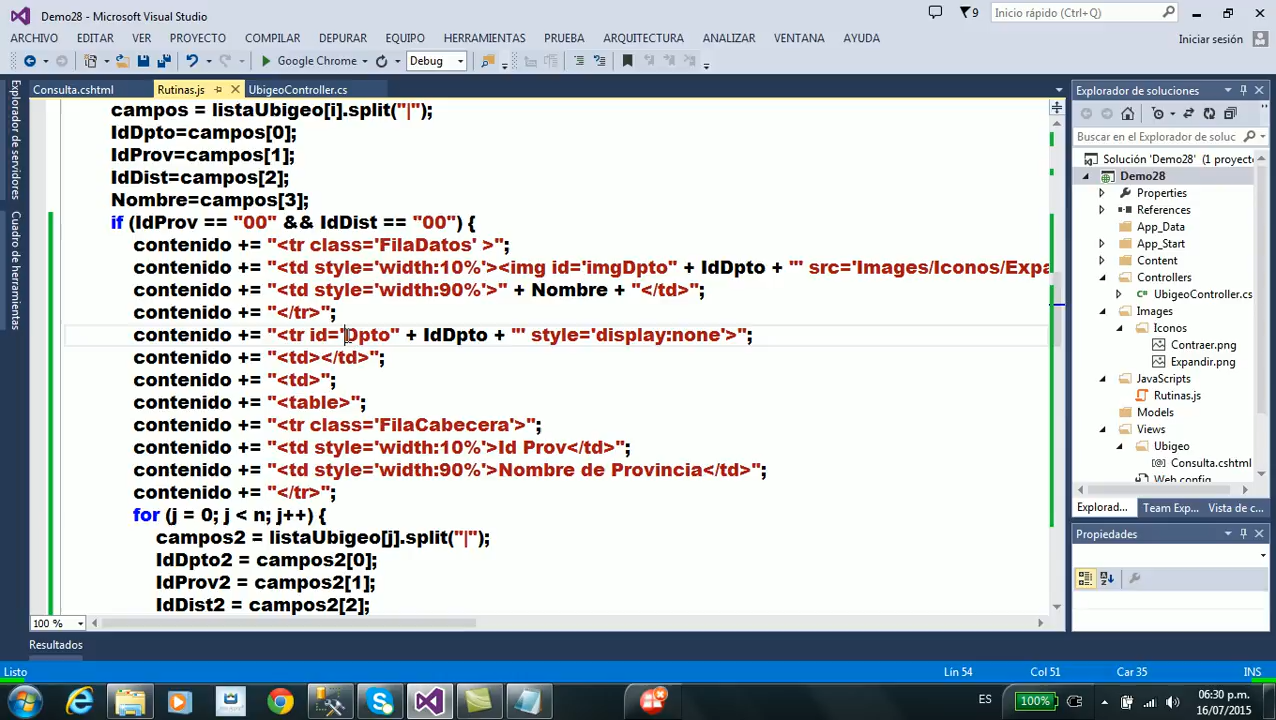 Demo28 - Microsoft Visual Studio
9
Inicio rápido (Ctrl+Q)
ARCHIVO EDITAR VER PROYECTO COMPILAR DEPURAR EQUIPO HERRAMIENTAS PRUEBA ARQUITECTURA ANALIZAR VENTANA AYUDA
Iniciar sesión
Google Chrome Debug
Consulta.cshtml Rutinas.js UbigeoController.cs
Explorador de servidores
Cuadro de herramientas
campos = listaUbigeo[i].split("|");
IdDpto=campos[0];
IdProv=campos[1];
IdDist=campos[2];
Nombre=campos[3];
if (IdProv == "00" && IdDist == "00") {
contenido += "<tr class='FilaDatos' >";
contenido += "<td style='width:10%'><img id='imgDpto" + IdDpto + "' src='Images/Iconos/Expa
contenido += "<td style='width:90%'>" + Nombre + "</td>";
contenido += "</tr>";
contenido += "<tr id='Dpto" + IdDpto + "' style='display:none'>";
contenido += "<td></td>";
contenido += "<td>";
contenido += "<table>";
contenido += "<tr class='FilaCabecera'>";
contenido += "<td style='width:10%'>Id Prov</td>";
contenido += "<td style='width:90%'>Nombre de Provincia</td>";
contenido += "</tr>";
for (j = 0; j < n; j++) {
campos2 = listaUbigeo[j].split("|");
IdDpto2 = campos2[0];
IdProv2 = campos2[1];
IdDist2 = campos2[2];
100 %
Resultados
Explorador de soluciones
Buscar en el Explorador de soluc
Solución 'Demo28' (1 proyecto
Demo28
Properties
References
App_Data
App_Start
Content
Controllers
UbigeoController.cs
Images
Iconos
Contraer.png
Expandir.png
JavaScripts
Rutinas.js
Models
Views
Ubigeo
Consulta.cshtml
Web.config
Explorad... Team Exp... Vista de c...
Propiedades
Listo Lín 54 Col 51 Car 35 INS
ES 100% 06:30 p.m.
16/07/2015